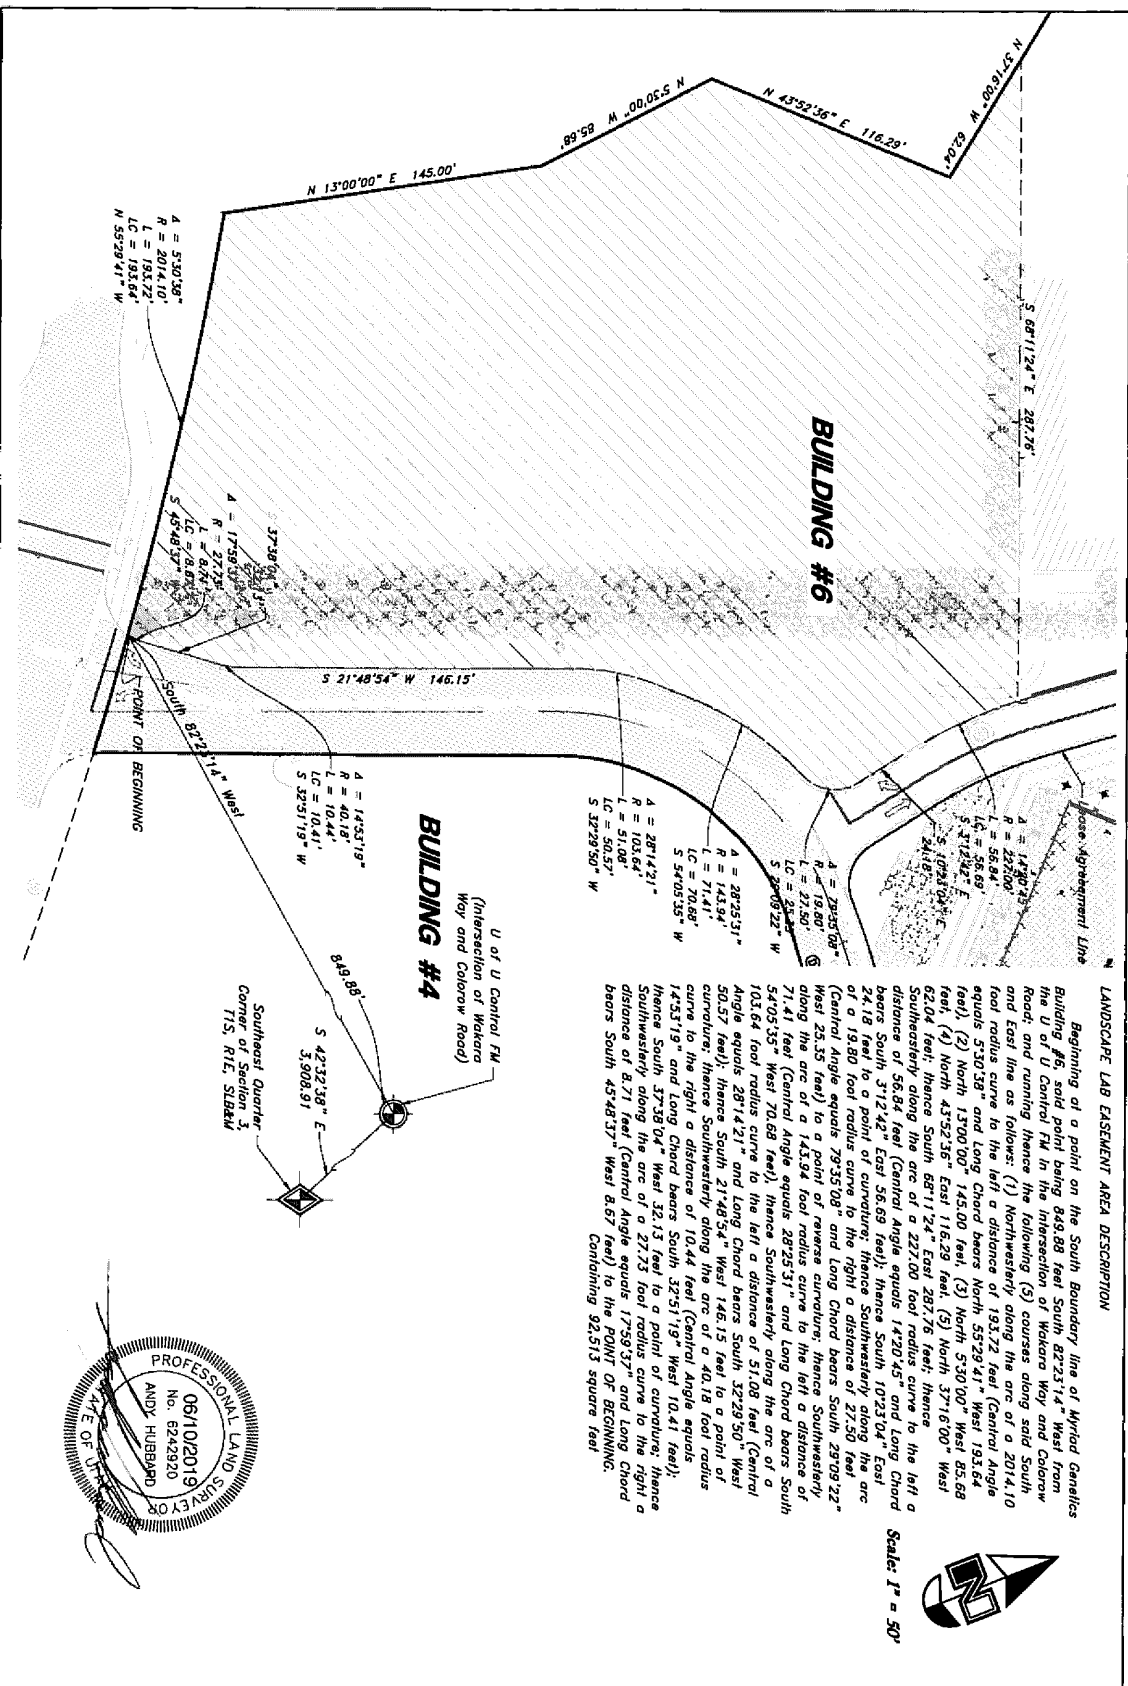 LANDSCAPE LAB EASEMENT AREA DESCRIPTION
Beginning at a point on the South Boundary line of Myriad Genetics
Building #6, said point being 849.88 feet South 82°23'14" West from
the U of U Control FM in the intersection of Wakara Way and Colorow
Road; and running thence the following (5) courses along said South
and East line as follows: (1) Northwesterly along the arc of a 2014.10
foot radius curve to the left a distance of 193.72 feet (Central Angle
equals 5°30'38" and Long Chord bears North 55°29'41" West 193.64
feet), (2) North 13°00'00" 145.00 feet, (3) North 5°30'00" West 85.68
feet, (4) North 43°52'36" East 116.29 feet, (5) North 37°16'00" West
62.04 feet; thence South 68°11'24" East 287.76 feet; thence
Southeasterly along the arc of a 227.00 foot radius curve to the left a
distance of 56.84 feet (Central Angle equals 14°20'45" and Long Chord
bears South 3°12'42" East 56.69 feet); thence South 10°23'04" East
24.18 feet to a point of curvature; thence Southwesterly along the arc
of a 19.80 foot radius curve to the right a distance of 27.50 feet
(Central Angle equals 79°35'08" and Long Chord bears South 29°09'22"
West 25.35 feet) to a point of reverse curvature; thence Southwesterly
along the arc of a 143.94 foot radius curve to the left a distance of
71.41 feet (Central Angle equals 28°25'31" and Long Chord bears South
54°05'35" West 70.68 feet), thence Southwesterly along the arc of a
103.64 foot radius curve to the left a distance of 51.08 feet (Central
Angle equals 28°14'21" and Long Chord bears South 32°29'50" West
50.57 feet); thence South 21°48'54" West 146.15 feet to a point of
curvature; thence Southwesterly along the arc of a 40.18 foot radius
curve to the right a distance of 10.44 feet (Central Angle equals
14°53'19" and Long Chord bears South 32°51'19" West 10.41 feet);
thence South 37°38'04" West 32.13 feet to a point of curvature; thence
Southwesterly along the arc of a 27.73 foot radius curve to the right a
distance of 8.71 feet (Central Angle equals 17°59'37" and Long Chord
bears South 45°48'37" West 8.67 feet) to the POINT OF BEGINNING.
Containing 92,513 square feet
Scale: 1" = 50'
N
N 37°16'00" W 62.04'
N 43°52'36" E 116.29'
N 5°30'00" W 85.68'
N 13°00'00" E 145.00'
S 68°11'24" E 287.76'
BUILDING #6
Δ = 5°30'38"
R = 2014.10'
L = 193.72'
LC = 193.64'
N 55°29'41" W
Δ = 17°59'37"
R = 27.73'
L = 8.71'
LC = 8.67'
S 45°48'37" W
S 21°48'54" W 146.15'
POINT OF BEGINNING
South 82°23'14" West
849.88'
Δ = 14°53'19"
R = 40.18'
L = 10.44'
LC = 10.41'
S 32°51'19" W
Δ = 28°14'21"
R = 103.64'
L = 51.08'
LC = 50.57'
S 32°29'50" W
Δ = 28°25'31"
R = 143.94'
L = 71.41'
LC = 70.68'
S 54°05'35" W
Δ = 79°35'08"
R = 19.80'
L = 27.50'
S 29°09'22" W
S 10°23'04" E
24.18'
Δ = 14°20'45"
L = 56.84'
LC = 56.69'
S 3°12'42" E
Agreement Line
BUILDING #4
U of U Control FM
(Intersection of Wakara
Way and Colorow Road)
S 42°32'38" E
3,908.91
Southeast Quarter
Corner of Section 3,
T1S, R1E, SLB&M
PROFESSIONAL LAND SURVEYOR
06/10/2019
No. 6242920
ANDY HUBBARD
STATE OF UTAH